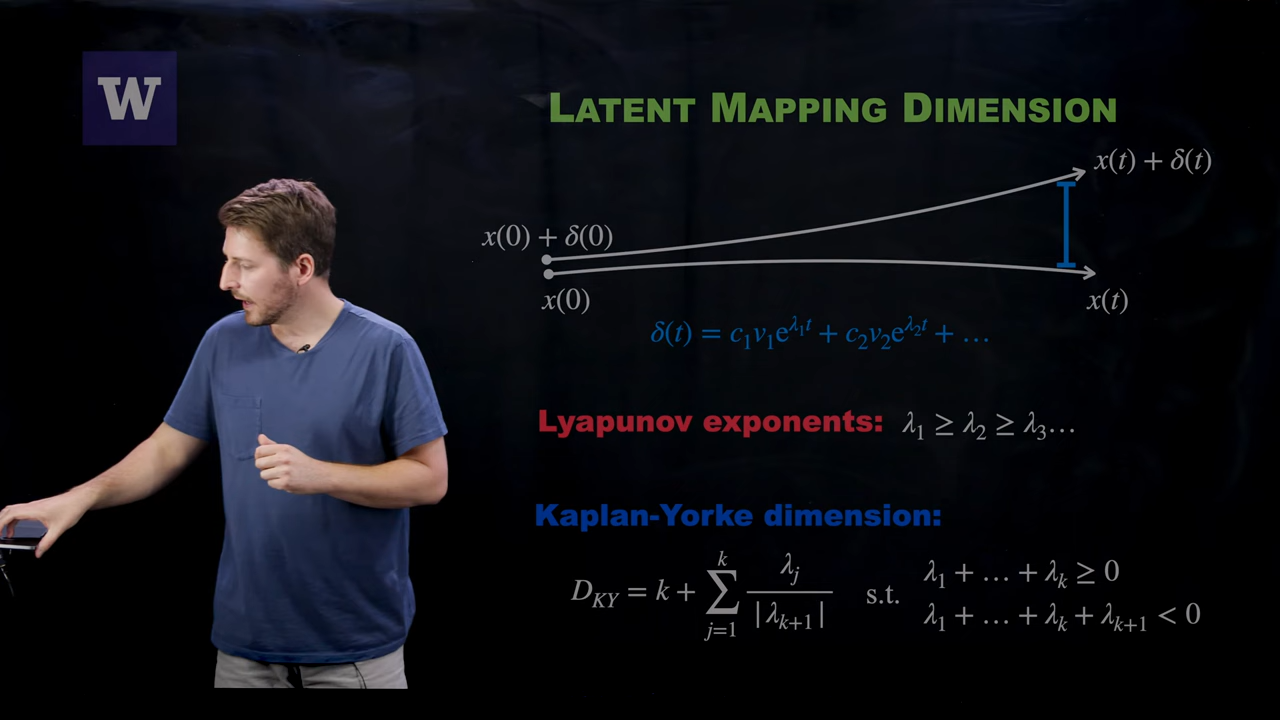 W
LATENT MAPPING DIMENSION
x(t) + δ(t)
x(0) + δ(0)
x(0)
x(t)
δ(t) = c₁v₁e^{λ₁t} + c₂v₂e^{λ₂t} + …
Lyapunov exponents: λ₁ ≥ λ₂ ≥ λ₃…
Kaplan-Yorke dimension:
D_{KY} = k + ∑_{j=1}^{k} λ_j / |λ_{k+1}| s.t. λ₁ + … + λ_k ≥ 0
λ₁ + … + λ_k + λ_{k+1} < 0